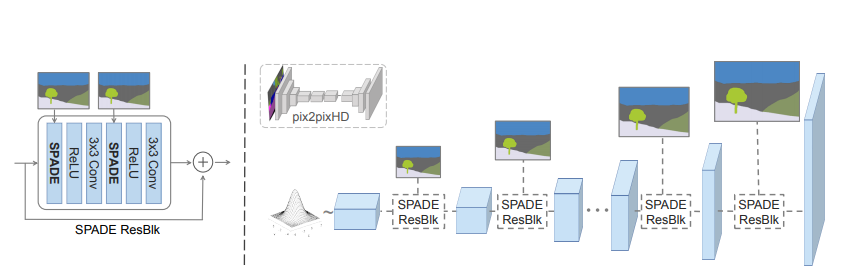 SPADE
ReLU
3x3 Conv
SPADE
ReLU
3x3 Conv
SPADE ResBlk
pix2pixHD
~
SPADE
ResBlk
SPADE
ResBlk
SPADE
ResBlk
SPADE
ResBlk